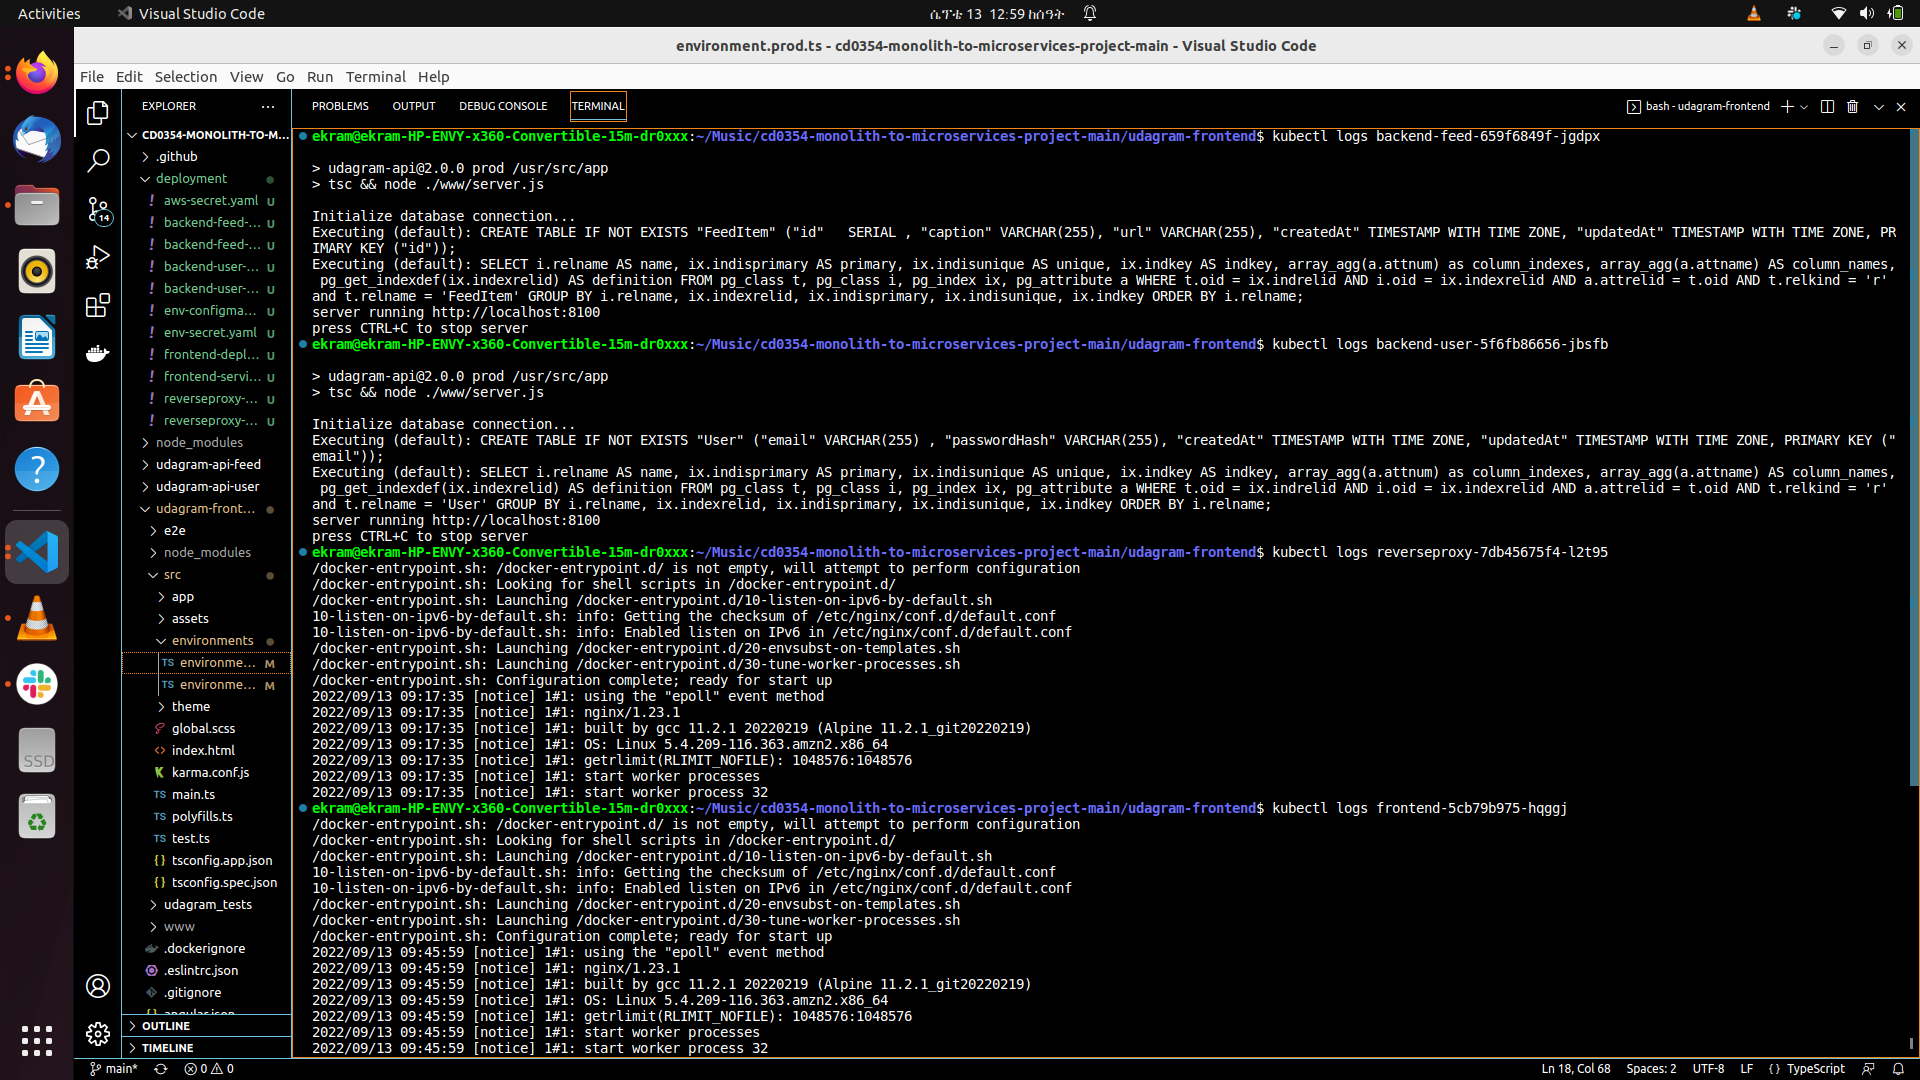 Activities
Visual Studio Code
ሴፕቴ 13 12:59 ከሰዓት
environment.prod.ts - cd0354-monolith-to-microservices-project-main - Visual Studio Code
File Edit Selection View Go Run Terminal Help
EXPLORER
CD0354-MONOLITH-TO-M...
.github
deployment
aws-secret.yaml U
backend-feed-... U
backend-feed-... U
backend-user-... U
backend-user-... U
env-configma... U
env-secret.yaml U
frontend-depl... U
frontend-servi... U
reverseproxy-... U
reverseproxy-... U
node_modules
udagram-api-feed
udagram-api-user
udagram-front...
e2e
node_modules
src
app
assets
environments
TS environme... M
TS environme... M
theme
global.scss
index.html
karma.conf.js
TS main.ts
TS polyfills.ts
TS test.ts
{} tsconfig.app.json
{} tsconfig.spec.json
udagram_tests
www
.dockerignore
.eslintrc.json
.gitignore
angular.json
OUTLINE
TIMELINE
14
SSD
PROBLEMS OUTPUT DEBUG CONSOLE TERMINAL
bash - udagram-frontend
ekram@ekram-HP-ENVY-x360-Convertible-15m-dr0xxx:~/Music/cd0354-monolith-to-microservices-project-main/udagram-frontend$ kubectl logs backend-feed-659f6849f-jgdpx
> udagram-api@2.0.0 prod /usr/src/app
> tsc && node ./www/server.js
Initialize database connection...
Executing (default): CREATE TABLE IF NOT EXISTS "FeedItem" ("id"   SERIAL , "caption" VARCHAR(255), "url" VARCHAR(255), "createdAt" TIMESTAMP WITH TIME ZONE, "updatedAt" TIMESTAMP WITH TIME ZONE, PR
IMARY KEY ("id"));
Executing (default): SELECT i.relname AS name, ix.indisprimary AS primary, ix.indisunique AS unique, ix.indkey AS indkey, array_agg(a.attnum) as column_indexes, array_agg(a.attname) AS column_names,
pg_get_indexdef(ix.indexrelid) AS definition FROM pg_class t, pg_class i, pg_index ix, pg_attribute a WHERE t.oid = ix.indrelid AND i.oid = ix.indexrelid AND a.attrelid = t.oid AND t.relkind = 'r'
and t.relname = 'FeedItem' GROUP BY i.relname, ix.indexrelid, ix.indisprimary, ix.indisunique, ix.indkey ORDER BY i.relname;
server running http://localhost:8100
press CTRL+C to stop server
ekram@ekram-HP-ENVY-x360-Convertible-15m-dr0xxx:~/Music/cd0354-monolith-to-microservices-project-main/udagram-frontend$ kubectl logs backend-user-5f6fb86656-jbsfb
> udagram-api@2.0.0 prod /usr/src/app
> tsc && node ./www/server.js
Initialize database connection...
Executing (default): CREATE TABLE IF NOT EXISTS "User" ("email" VARCHAR(255) , "passwordHash" VARCHAR(255), "createdAt" TIMESTAMP WITH TIME ZONE, "updatedAt" TIMESTAMP WITH TIME ZONE, PRIMARY KEY ("
email"));
Executing (default): SELECT i.relname AS name, ix.indisprimary AS primary, ix.indisunique AS unique, ix.indkey AS indkey, array_agg(a.attnum) as column_indexes, array_agg(a.attname) AS column_names,
pg_get_indexdef(ix.indexrelid) AS definition FROM pg_class t, pg_class i, pg_index ix, pg_attribute a WHERE t.oid = ix.indrelid AND i.oid = ix.indexrelid AND a.attrelid = t.oid AND t.relkind = 'r'
and t.relname = 'User' GROUP BY i.relname, ix.indexrelid, ix.indisprimary, ix.indisunique, ix.indkey ORDER BY i.relname;
server running http://localhost:8100
press CTRL+C to stop server
ekram@ekram-HP-ENVY-x360-Convertible-15m-dr0xxx:~/Music/cd0354-monolith-to-microservices-project-main/udagram-frontend$ kubectl logs reverseproxy-7db45675f4-l2t95
/docker-entrypoint.sh: /docker-entrypoint.d/ is not empty, will attempt to perform configuration
/docker-entrypoint.sh: Looking for shell scripts in /docker-entrypoint.d/
/docker-entrypoint.sh: Launching /docker-entrypoint.d/10-listen-on-ipv6-by-default.sh
10-listen-on-ipv6-by-default.sh: info: Getting the checksum of /etc/nginx/conf.d/default.conf
10-listen-on-ipv6-by-default.sh: info: Enabled listen on IPv6 in /etc/nginx/conf.d/default.conf
/docker-entrypoint.sh: Launching /docker-entrypoint.d/20-envsubst-on-templates.sh
/docker-entrypoint.sh: Launching /docker-entrypoint.d/30-tune-worker-processes.sh
/docker-entrypoint.sh: Configuration complete; ready for start up
2022/09/13 09:17:35 [notice] 1#1: using the "epoll" event method
2022/09/13 09:17:35 [notice] 1#1: nginx/1.23.1
2022/09/13 09:17:35 [notice] 1#1: built by gcc 11.2.1 20220219 (Alpine 11.2.1_git20220219)
2022/09/13 09:17:35 [notice] 1#1: OS: Linux 5.4.209-116.363.amzn2.x86_64
2022/09/13 09:17:35 [notice] 1#1: getrlimit(RLIMIT_NOFILE): 1048576:1048576
2022/09/13 09:17:35 [notice] 1#1: start worker processes
2022/09/13 09:17:35 [notice] 1#1: start worker process 32
ekram@ekram-HP-ENVY-x360-Convertible-15m-dr0xxx:~/Music/cd0354-monolith-to-microservices-project-main/udagram-frontend$ kubectl logs frontend-5cb79b975-hqggj
/docker-entrypoint.sh: /docker-entrypoint.d/ is not empty, will attempt to perform configuration
/docker-entrypoint.sh: Looking for shell scripts in /docker-entrypoint.d/
/docker-entrypoint.sh: Launching /docker-entrypoint.d/10-listen-on-ipv6-by-default.sh
10-listen-on-ipv6-by-default.sh: info: Getting the checksum of /etc/nginx/conf.d/default.conf
10-listen-on-ipv6-by-default.sh: info: Enabled listen on IPv6 in /etc/nginx/conf.d/default.conf
/docker-entrypoint.sh: Launching /docker-entrypoint.d/20-envsubst-on-templates.sh
/docker-entrypoint.sh: Launching /docker-entrypoint.d/30-tune-worker-processes.sh
/docker-entrypoint.sh: Configuration complete; ready for start up
2022/09/13 09:45:59 [notice] 1#1: using the "epoll" event method
2022/09/13 09:45:59 [notice] 1#1: nginx/1.23.1
2022/09/13 09:45:59 [notice] 1#1: built by gcc 11.2.1 20220219 (Alpine 11.2.1_git20220219)
2022/09/13 09:45:59 [notice] 1#1: OS: Linux 5.4.209-116.363.amzn2.x86_64
2022/09/13 09:45:59 [notice] 1#1: getrlimit(RLIMIT_NOFILE): 1048576:1048576
2022/09/13 09:45:59 [notice] 1#1: start worker processes
2022/09/13 09:45:59 [notice] 1#1: start worker process 32
main* 0 0
Ln 18, Col 68 Spaces: 2 UTF-8 LF {} TypeScript